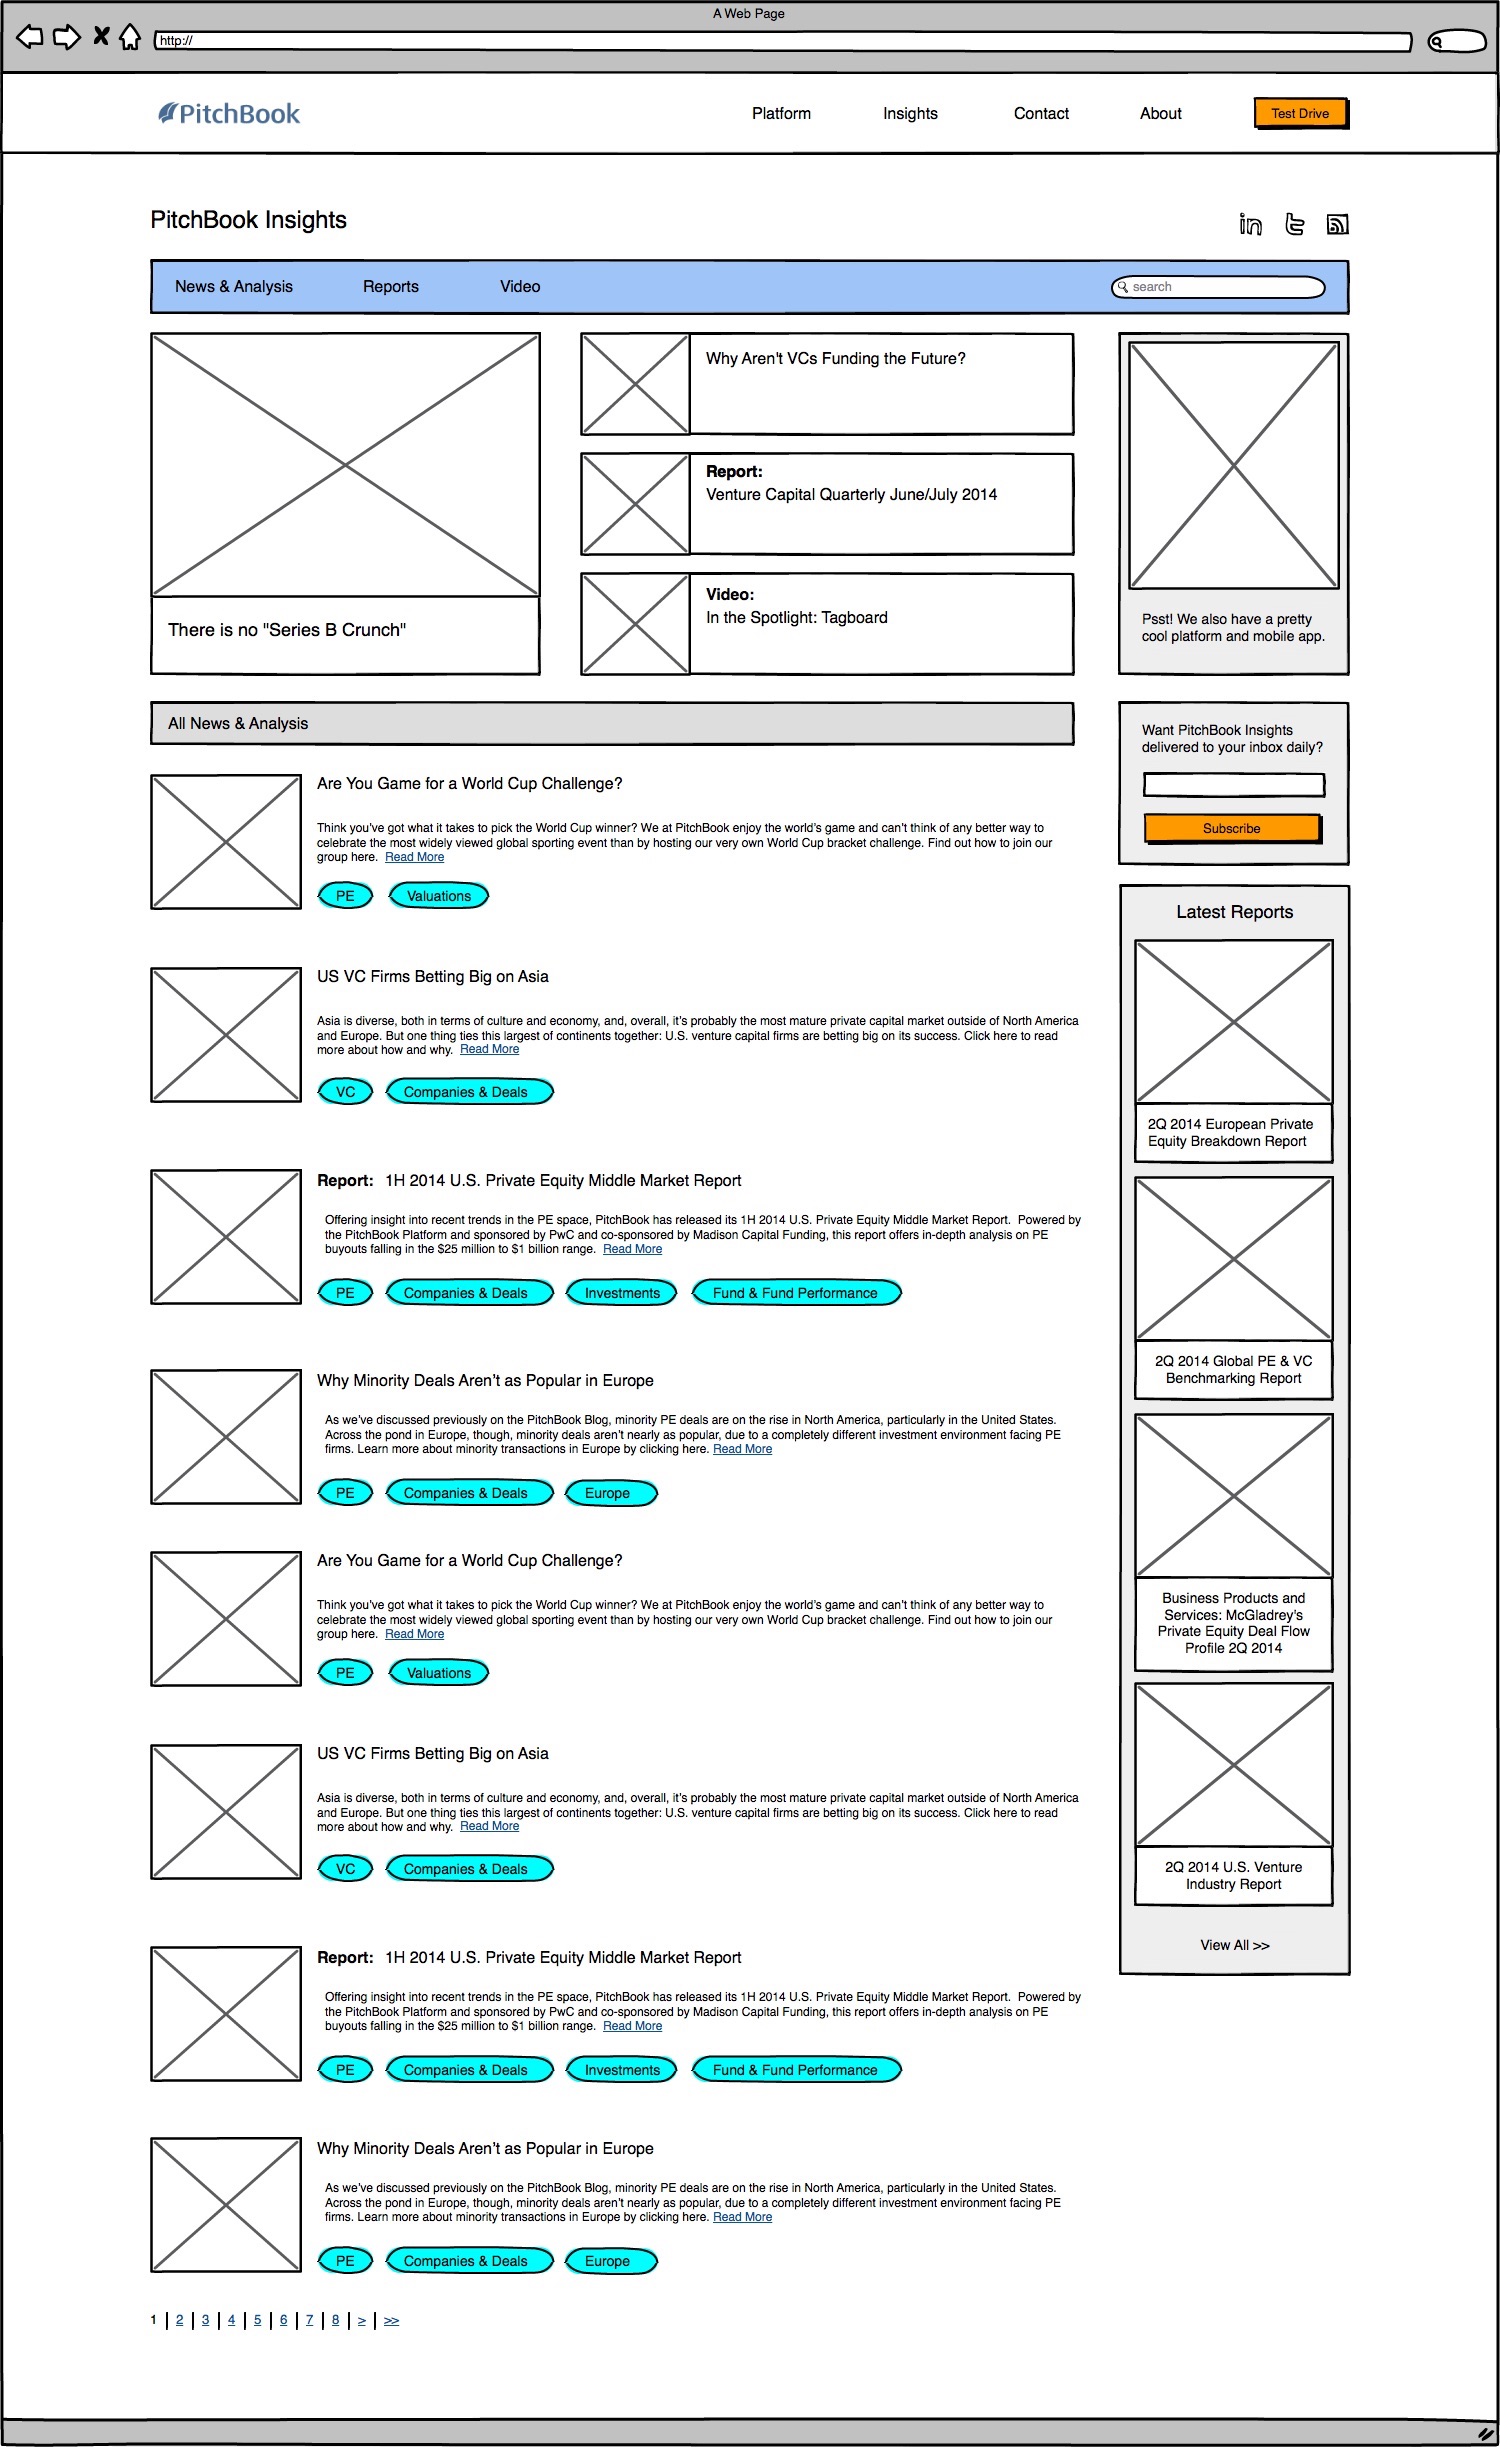 A Web Page
http://
PitchBook
Platform
Insights
Contact
About
Test Drive
PitchBook Insights
in
t
News & Analysis
Reports
Video
search
There is no "Series B Crunch"
Why Aren't VCs Funding the Future?
Report:
Venture Capital Quarterly June/July 2014
Video:
In the Spotlight: Tagboard
Psst! We also have a pretty
cool platform and mobile app.
All News & Analysis
Are You Game for a World Cup Challenge?
Think you've got what it takes to pick the World Cup winner? We at PitchBook enjoy the world's game and can't think of any better way to
celebrate the most widely viewed global sporting event than by hosting our very own World Cup bracket challenge. Find out how to join our
group here. Read More
PE
Valuations
US VC Firms Betting Big on Asia
Asia is diverse, both in terms of culture and economy, and, overall, it's probably the most mature private capital market outside of North America
and Europe. But one thing ties this largest of continents together: U.S. venture capital firms are betting big on its success. Click here to read
more about how and why. Read More
VC
Companies & Deals
Report: 1H 2014 U.S. Private Equity Middle Market Report
Offering insight into recent trends in the PE space, PitchBook has released its 1H 2014 U.S. Private Equity Middle Market Report. Powered by
the PitchBook Platform and sponsored by PwC and co-sponsored by Madison Capital Funding, this report offers in-depth analysis on PE
buyouts falling in the $25 million to $1 billion range. Read More
PE
Companies & Deals
Investments
Fund & Fund Performance
Why Minority Deals Aren't as Popular in Europe
As we've discussed previously on the PitchBook Blog, minority PE deals are on the rise in North America, particularly in the United States.
Across the pond in Europe, though, minority deals aren't nearly as popular, due to a completely different investment environment facing PE
firms. Learn more about minority transactions in Europe by clicking here. Read More
PE
Companies & Deals
Europe
Are You Game for a World Cup Challenge?
Think you've got what it takes to pick the World Cup winner? We at PitchBook enjoy the world's game and can't think of any better way to
celebrate the most widely viewed global sporting event than by hosting our very own World Cup bracket challenge. Find out how to join our
group here. Read More
PE
Valuations
US VC Firms Betting Big on Asia
Asia is diverse, both in terms of culture and economy, and, overall, it's probably the most mature private capital market outside of North America
and Europe. But one thing ties this largest of continents together: U.S. venture capital firms are betting big on its success. Click here to read
more about how and why. Read More
VC
Companies & Deals
Report: 1H 2014 U.S. Private Equity Middle Market Report
Offering insight into recent trends in the PE space, PitchBook has released its 1H 2014 U.S. Private Equity Middle Market Report. Powered by
the PitchBook Platform and sponsored by PwC and co-sponsored by Madison Capital Funding, this report offers in-depth analysis on PE
buyouts falling in the $25 million to $1 billion range. Read More
PE
Companies & Deals
Investments
Fund & Fund Performance
Why Minority Deals Aren't as Popular in Europe
As we've discussed previously on the PitchBook Blog, minority PE deals are on the rise in North America, particularly in the United States.
Across the pond in Europe, though, minority deals aren't nearly as popular, due to a completely different investment environment facing PE
firms. Learn more about minority transactions in Europe by clicking here. Read More
PE
Companies & Deals
Europe
1 | 2 | 3 | 4 | 5 | 6 | 7 | 8 | > | >>
Want PitchBook Insights
delivered to your inbox daily?
Subscribe
Latest Reports
2Q 2014 European Private
Equity Breakdown Report
2Q 2014 Global PE & VC
Benchmarking Report
Business Products and
Services: McGladrey's
Private Equity Deal Flow
Profile 2Q 2014
2Q 2014 U.S. Venture
Industry Report
View All >>